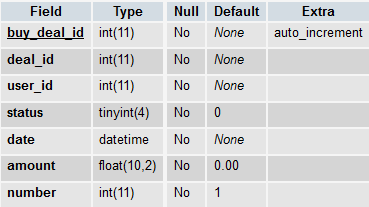 Field Type Null Default Extra
buy_deal_id int(11) No None auto_increment
deal_id int(11) No None
user_id int(11) No None
status tinyint(4) No 0
date datetime No None
amount float(10,2) No 0.00
number int(11) No 1